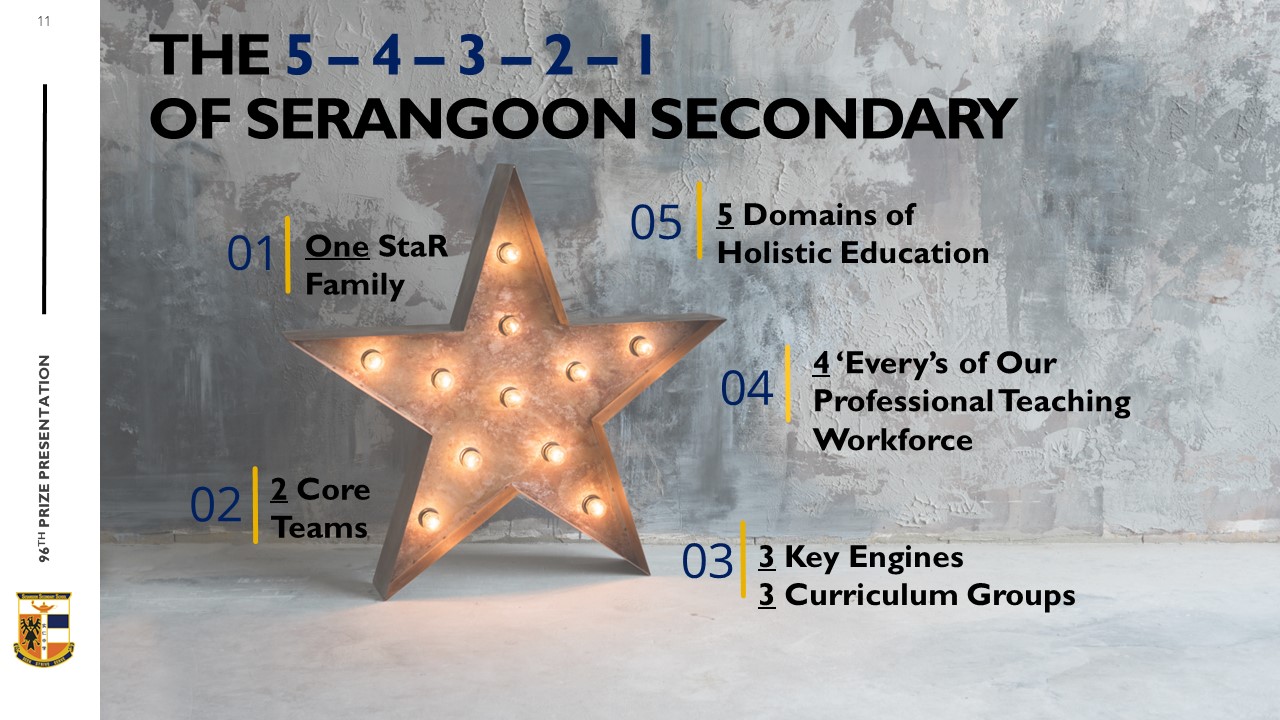 11
THE 5 – 4 – 3 – 2 – 1
OF SERANGOON SECONDARY
01
One StaR
Family
05
5 Domains of
Holistic Education
04
4 ‘Every’s of Our
Professional Teaching
Workforce
02
2 Core
Teams
03
3 Key Engines
3 Curriculum Groups
96TH PRIZE PRESENTATION